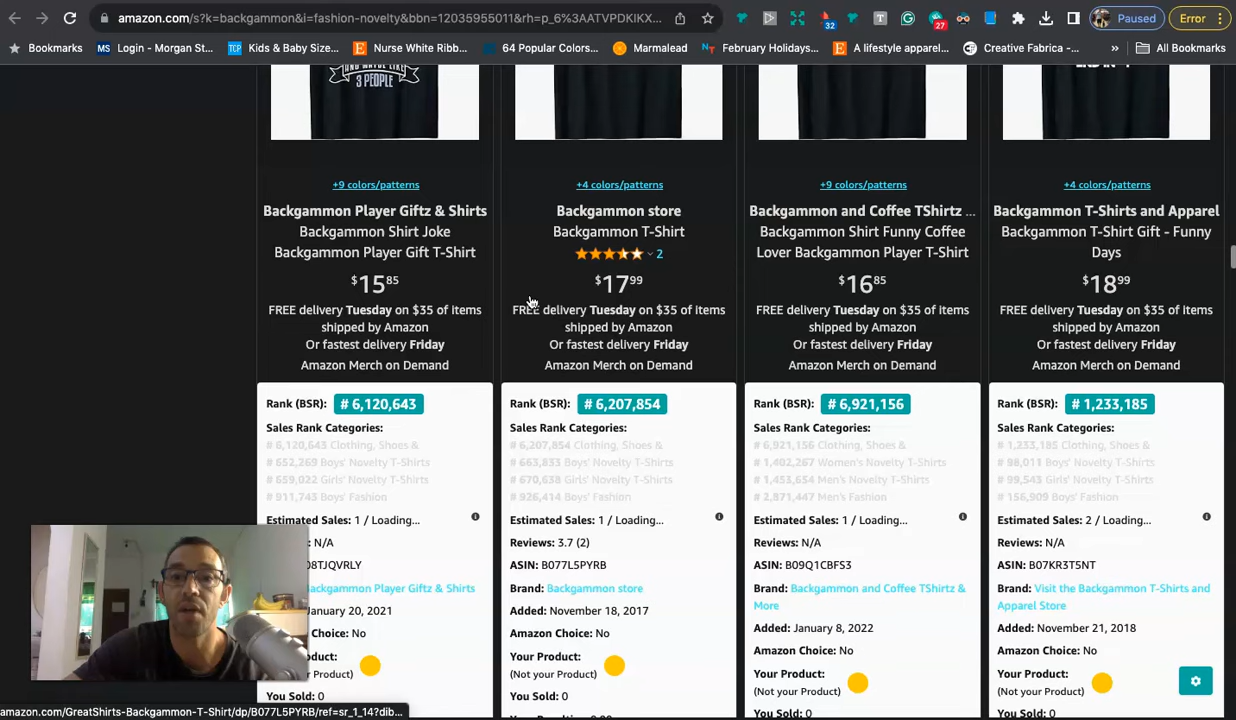 amazon.com/s?k=backgammon&i=fashion-novelty&bbn=12035955011&rh=p_6%3AATVPDKIKX...
32
27
Paused
Error
Bookmarks
Login - Morgan St...
Kids & Baby Size...
Nurse White Ribb...
64 Popular Colors...
Marmalead
February Holidays...
A lifestyle apparel...
Creative Fabrica -...
»
All Bookmarks
3 PEOPLE
+9 colors/patterns
Backgammon Player Giftz & Shirts
Backgammon Shirt Joke
Backgammon Player Gift T-Shirt
$15.85
FREE delivery Tuesday on $35 of items
shipped by Amazon
Or fastest delivery Friday
Amazon Merch on Demand
+4 colors/patterns
Backgammon store
Backgammon T-Shirt
2
$17.99
FREE delivery Tuesday on $35 of items
shipped by Amazon
Or fastest delivery Friday
Amazon Merch on Demand
+9 colors/patterns
Backgammon and Coffee TShirtz ...
Backgammon Shirt Funny Coffee
Lover Backgammon Player T-Shirt
$16.85
FREE delivery Tuesday on $35 of items
shipped by Amazon
Or fastest delivery Friday
Amazon Merch on Demand
+4 colors/patterns
Backgammon T-Shirts and Apparel
Backgammon T-Shirt Gift - Funny
Days
$18.99
FREE delivery Tuesday on $35 of items
shipped by Amazon
Or fastest delivery Friday
Amazon Merch on Demand
Rank (BSR): # 6,120,643
Sales Rank Categories:
# 6,120,643 Clothing, Shoes &
# 652,269 Boys' Novelty T-Shirts
# 659,022 Girls' Novelty T-Shirts
# 911,743 Boys' Fashion
Estimated Sales: 1 / Loading...
N/A
08TJQVRLY
Backgammon Player Giftz & Shirts
January 20, 2021
Choice: No
duct:
r Product)
You Sold: 0
Rank (BSR): # 6,207,854
Sales Rank Categories:
# 6,207,854 Clothing, Shoes &
# 663,833 Boys' Novelty T-Shirts
# 670,638 Girls' Novelty T-Shirts
# 926,414 Boys' Fashion
Estimated Sales: 1 / Loading...
Reviews: 3.7 (2)
ASIN: B077L5PYRB
Brand: Backgammon store
Added: November 18, 2017
Amazon Choice: No
Your Product:
(Not your Product)
You Sold: 0
Rank (BSR): # 6,921,156
Sales Rank Categories:
# 6,921,156 Clothing, Shoes &
# 1,402,267 Women's Novelty T-Shirts
# 1,453,654 Men's Novelty T-Shirts
# 2,871,447 Men's Fashion
Estimated Sales: 1 / Loading...
Reviews: N/A
ASIN: B09Q1CBFS3
Brand: Backgammon and Coffee TShirtz &
More
Added: January 8, 2022
Amazon Choice: No
Your Product:
(Not your Product)
You Sold: 0
Rank (BSR): # 1,233,185
Sales Rank Categories:
# 1,233,185 Clothing, Shoes &
# 98,011 Boys' Novelty T-Shirts
# 99,543 Girls' Novelty T-Shirts
# 156,909 Boys' Fashion
Estimated Sales: 2 / Loading...
Reviews: N/A
ASIN: B07KR3T5NT
Brand: Visit the Backgammon T-Shirts and
Apparel Store
Added: November 21, 2018
Amazon Choice: No
Your Product:
(Not your Product)
You Sold: 0
amazon.com/GreatShirts-Backgammon-T-Shirt/dp/B077L5PYRB/ref=sr_1_14?dib...